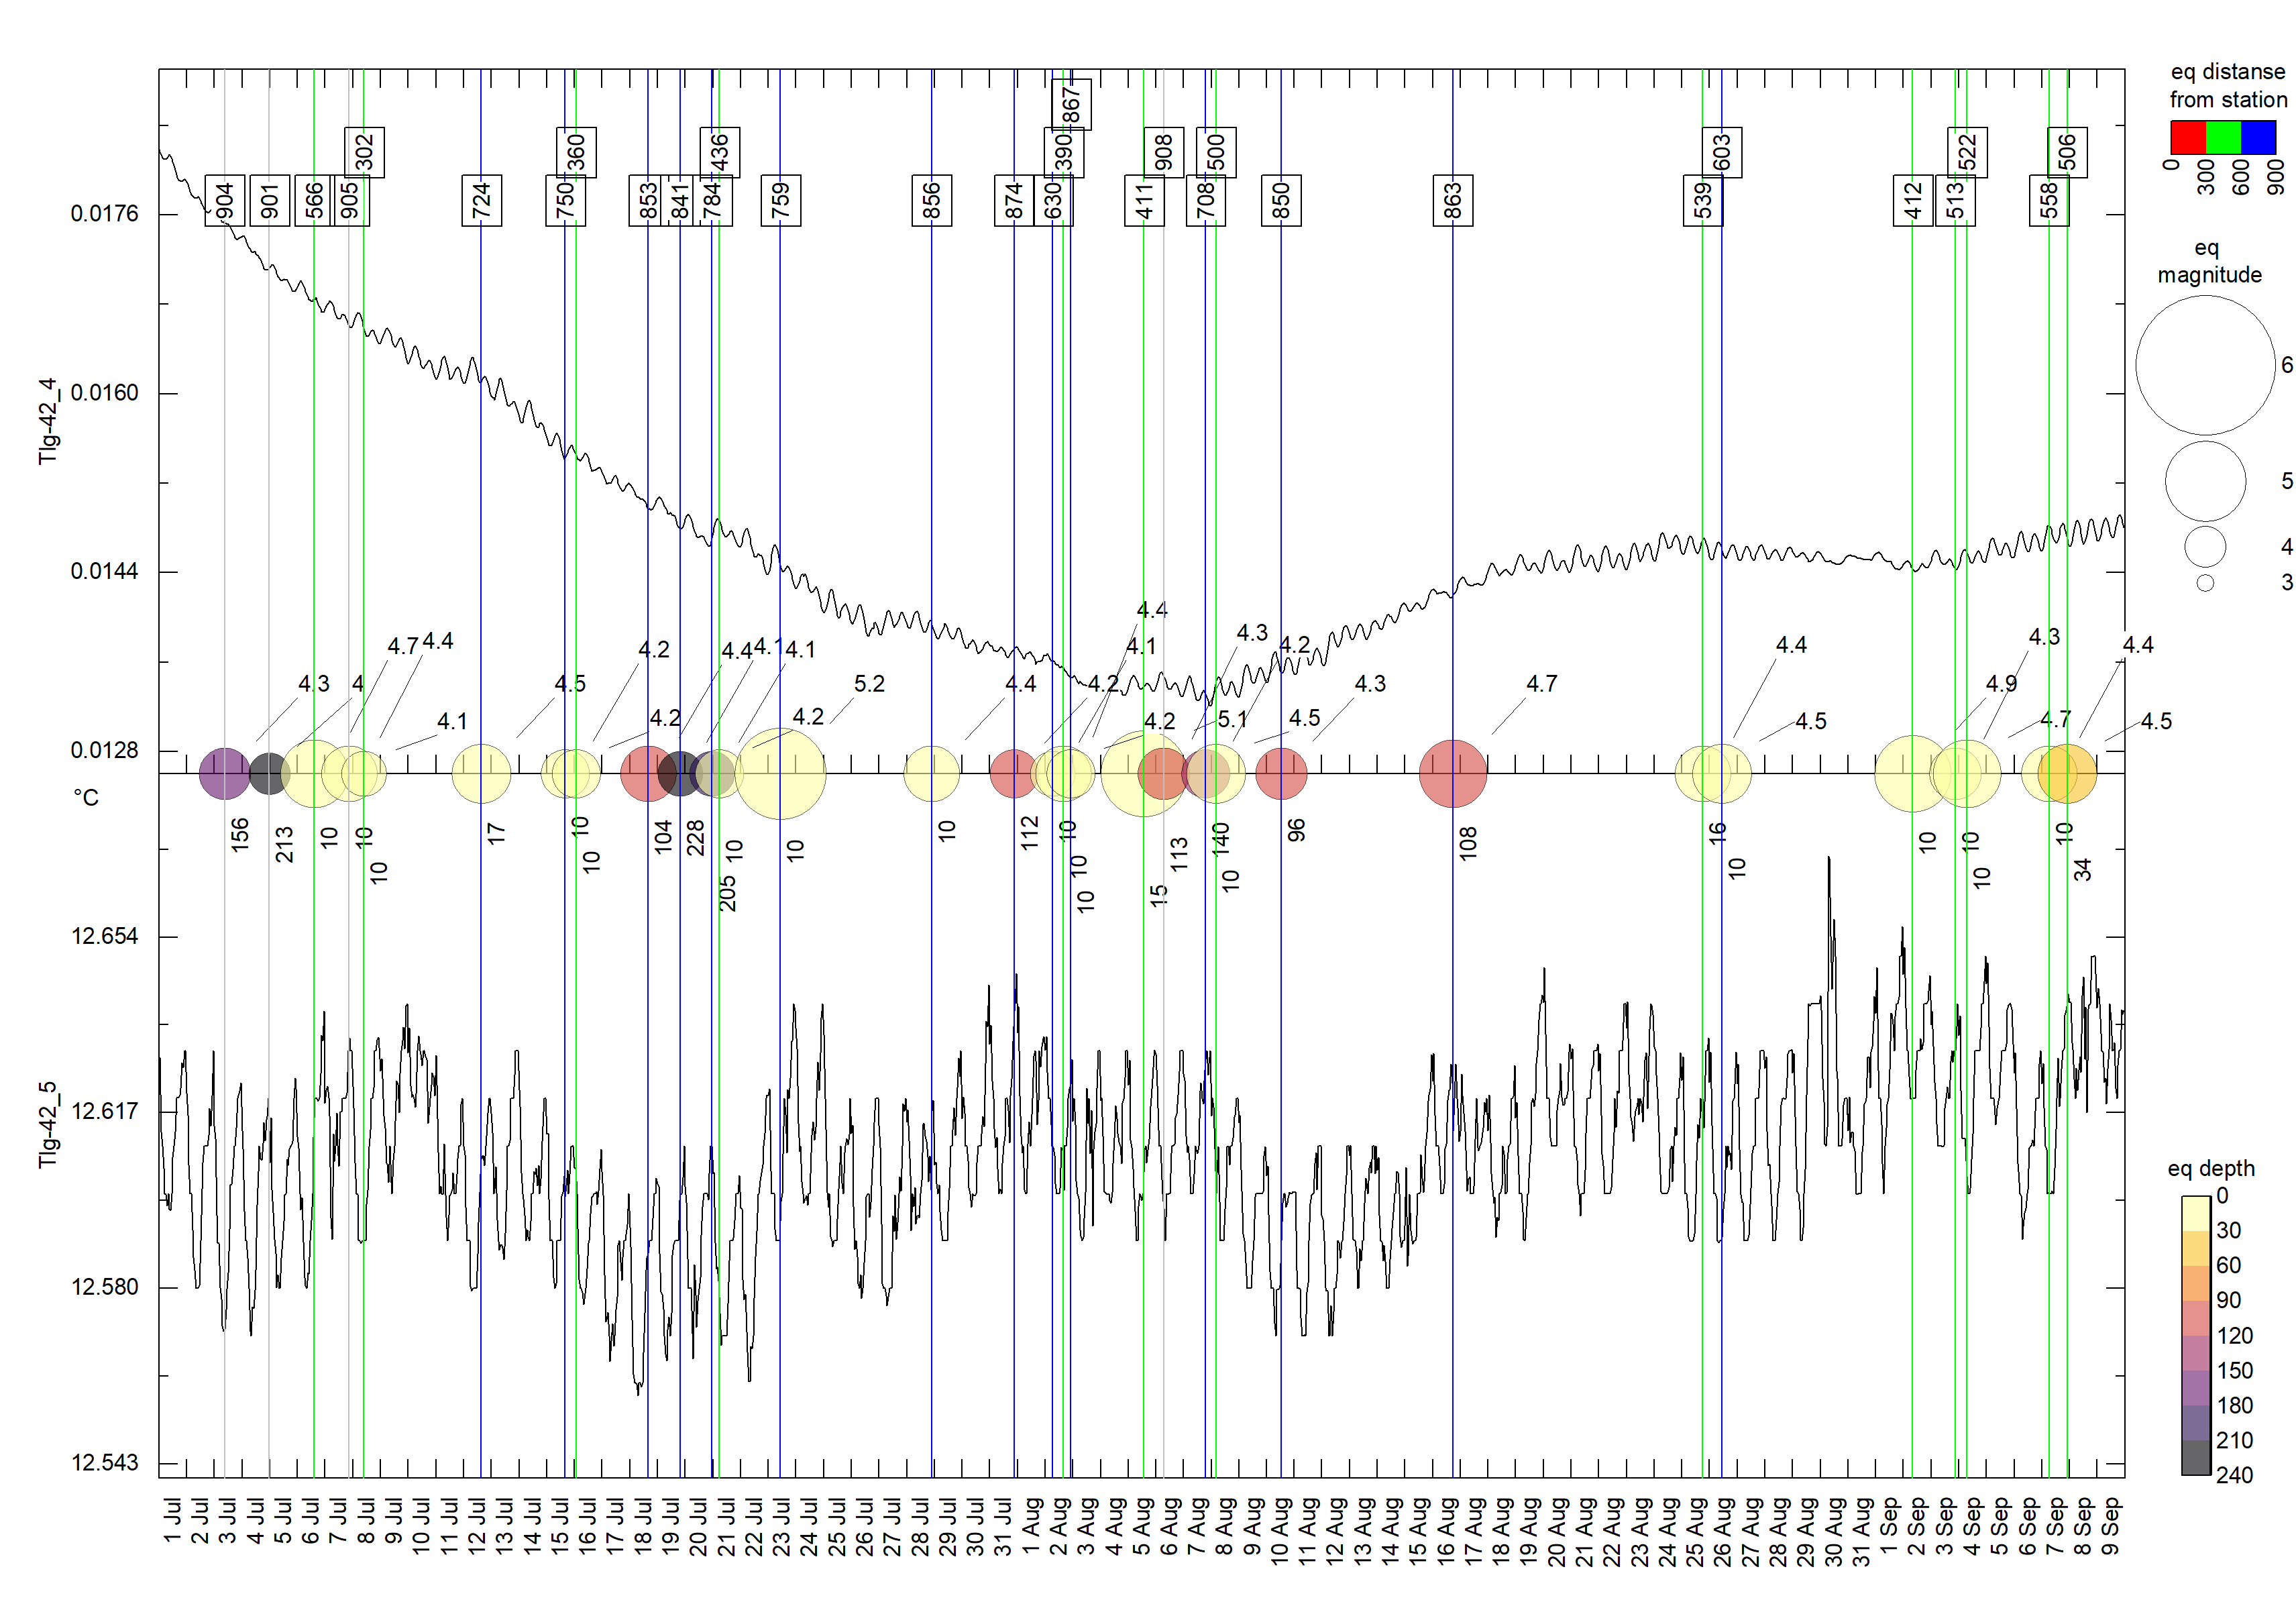 eq distanse
from station
0
300
600
900
867
302
360
436
390
908
500
603
522
506
904
901
566
905
724
750
853
841
784
759
856
874
630
411
708
850
863
539
412
513
558
0.0176
0.0160
0.0144
0.0128
Tlg-42_4
°C
eq
magnitude
6
5
4
3
4.4
4.7
4.4
4.2
4.4
4.1
4.1
4.1
4.3
4.2
4.4
4.3
4.4
4.3
4
4.5
5.2
4.4
4.2
4.3
4.7
4.9
4.1
4.2
4.2
4.2
5.1
4.5
4.5
4.7
4.5
156
213
10
10
10
17
10
10
104
228
205
10
10
10
112
10
10
10
15
113
140
10
96
108
16
10
10
10
10
10
34
12.654
12.617
12.580
12.543
Tlg-42_5
eq depth
0
30
60
90
120
150
180
210
240
1 Jul
2 Jul
3 Jul
4 Jul
5 Jul
6 Jul
7 Jul
8 Jul
9 Jul
10 Jul
11 Jul
12 Jul
13 Jul
14 Jul
15 Jul
16 Jul
17 Jul
18 Jul
19 Jul
20 Jul
21 Jul
22 Jul
23 Jul
24 Jul
25 Jul
26 Jul
27 Jul
28 Jul
29 Jul
30 Jul
31 Jul
1 Aug
2 Aug
3 Aug
4 Aug
5 Aug
6 Aug
7 Aug
8 Aug
9 Aug
10 Aug
11 Aug
12 Aug
13 Aug
14 Aug
15 Aug
16 Aug
17 Aug
18 Aug
19 Aug
20 Aug
21 Aug
22 Aug
23 Aug
24 Aug
25 Aug
26 Aug
27 Aug
28 Aug
29 Aug
30 Aug
31 Aug
1 Sep
2 Sep
3 Sep
4 Sep
5 Sep
6 Sep
7 Sep
8 Sep
9 Sep